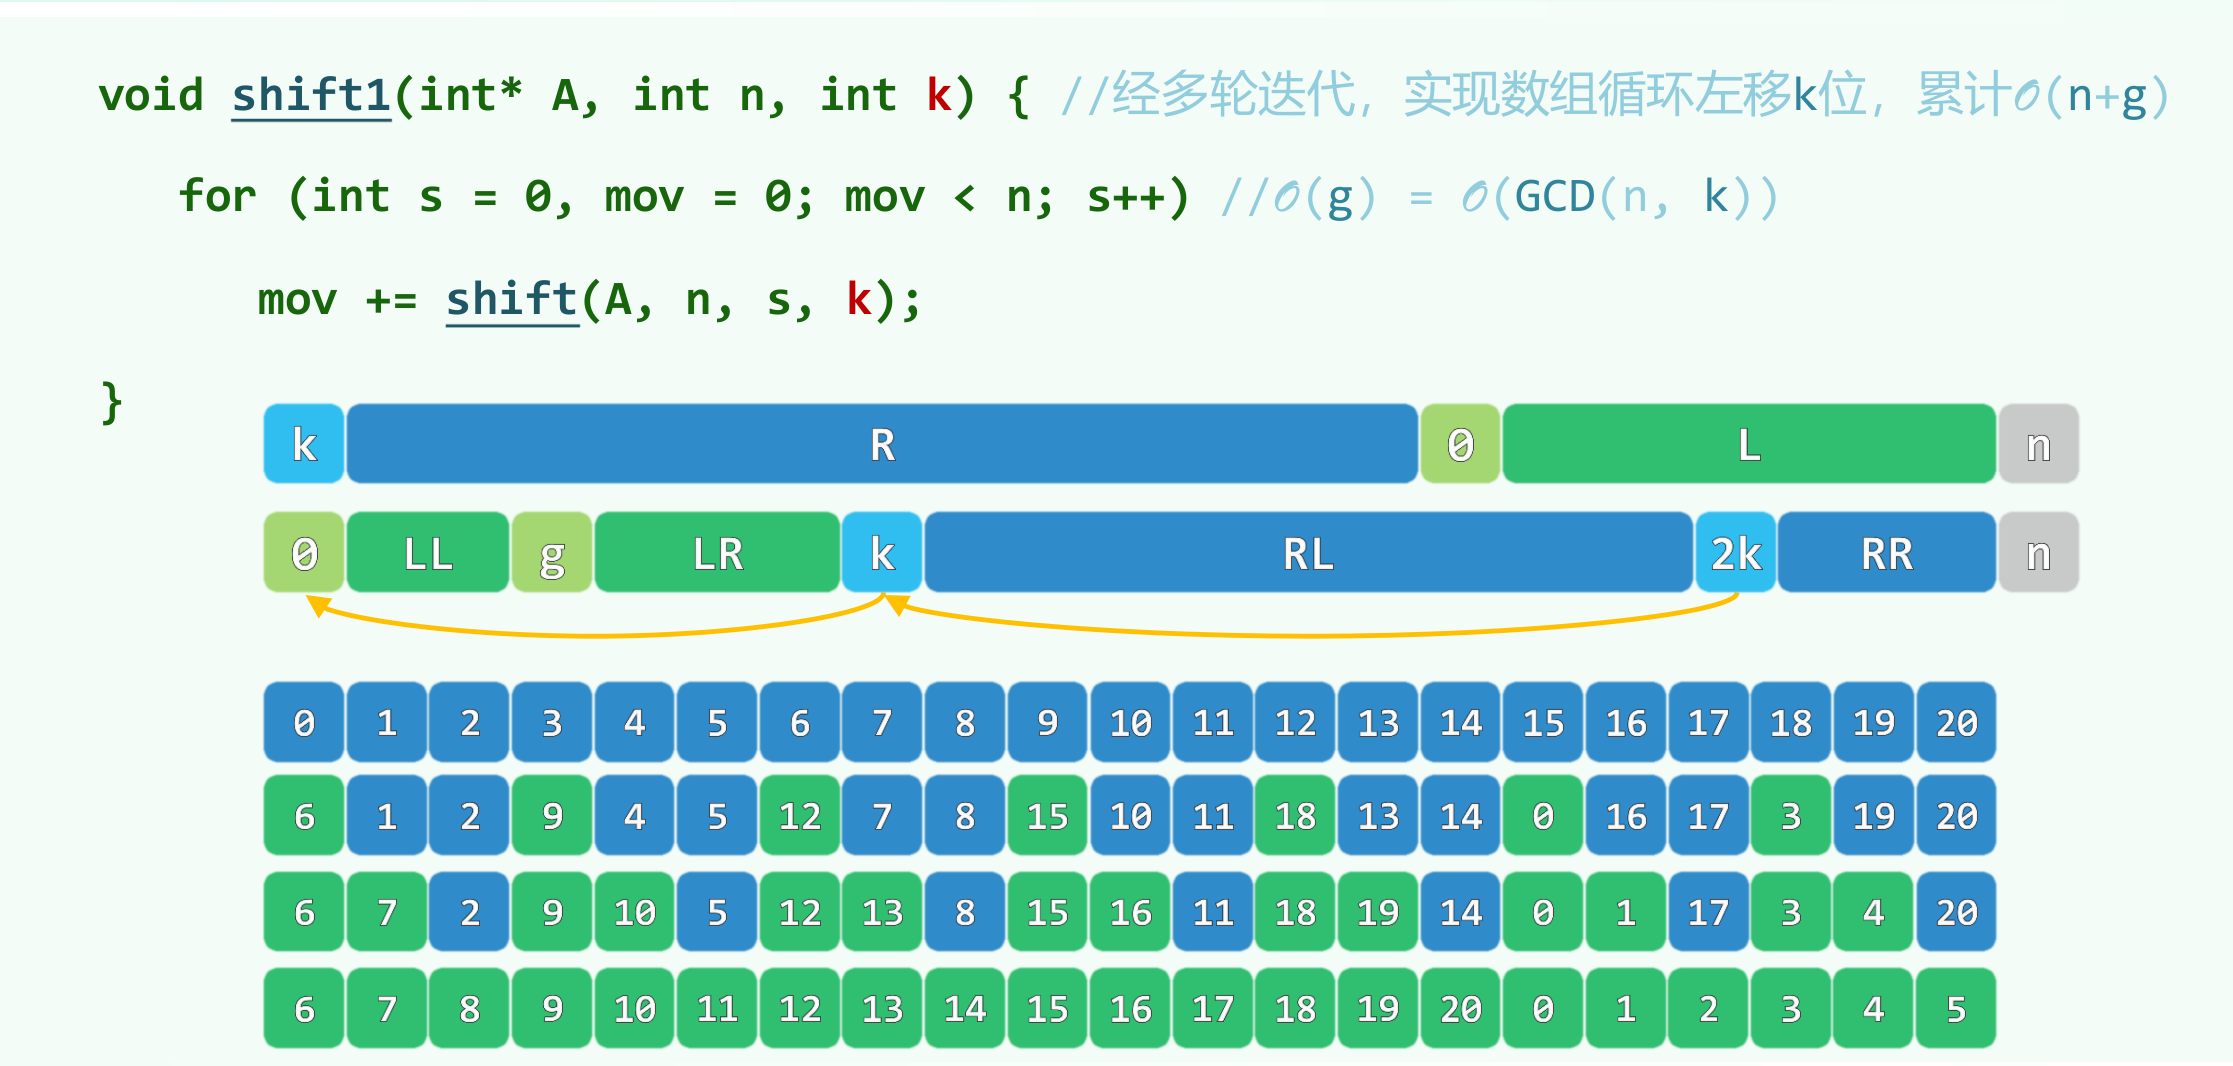 void shift1(int* A, int n, int k) { //经多轮迭代，实现数组循环左移k位，累计𝒪(n+g)
for (int s = 0, mov = 0; mov < n; s++) //𝒪(g) = 𝒪(GCD(n, k))
mov += shift(A, n, s, k);
}
k R 0 L n
0 LL g LR k RL 2k RR n
0 1 2 3 4 5 6 7 8 9 10 11 12 13 14 15 16 17 18 19 20
6 1 2 9 4 5 12 7 8 15 10 11 18 13 14 0 16 17 3 19 20
6 7 2 9 10 5 12 13 8 15 16 11 18 19 14 0 1 17 3 4 20
6 7 8 9 10 11 12 13 14 15 16 17 18 19 20 0 1 2 3 4 5